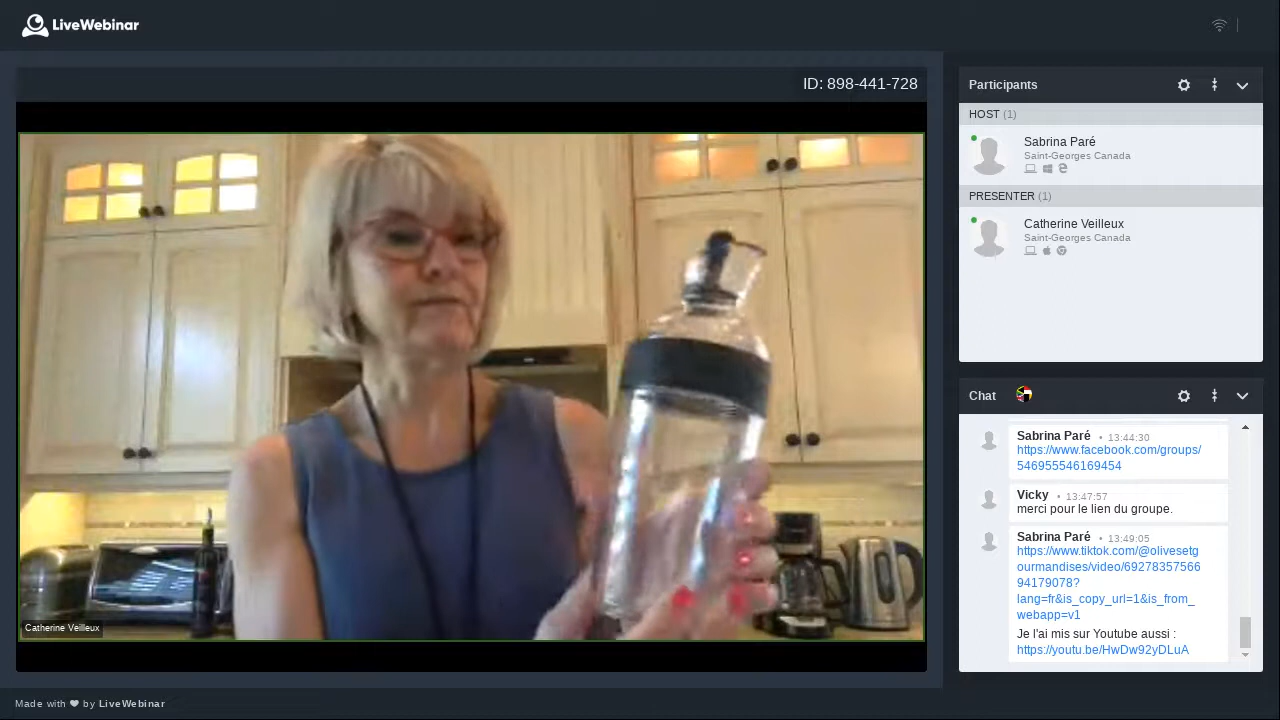 LiveWebinar
ID: 898-441-728
Catherine Veilleux
Participants
HOST (1)
Sabrina Paré
Saint-Georges Canada
PRESENTER (1)
Catherine Veilleux
Saint-Georges Canada
Chat
Sabrina Paré • 13:44:30
https://www.facebook.com/groups/
546955546169454
Vicky • 13:47:57
merci pour le lien du groupe.
Sabrina Paré • 13:49:05
https://www.tiktok.com/@olivesetg
ourmandises/video/69278357566
94179078?
lang=fr&is_copy_url=1&is_from_
webapp=v1
Je l'ai mis sur Youtube aussi :
https://youtu.be/HwDw92yDLuA
Made with ❤ by LiveWebinar